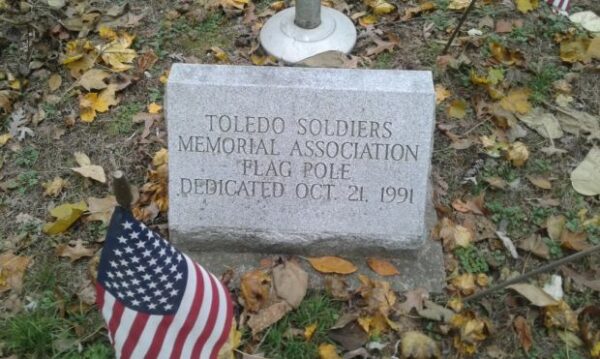 TOLEDO SOLDIERS
MEMORIAL ASSOCIATION
FLAG POLE
DEDICATED OCT. 21, 1991